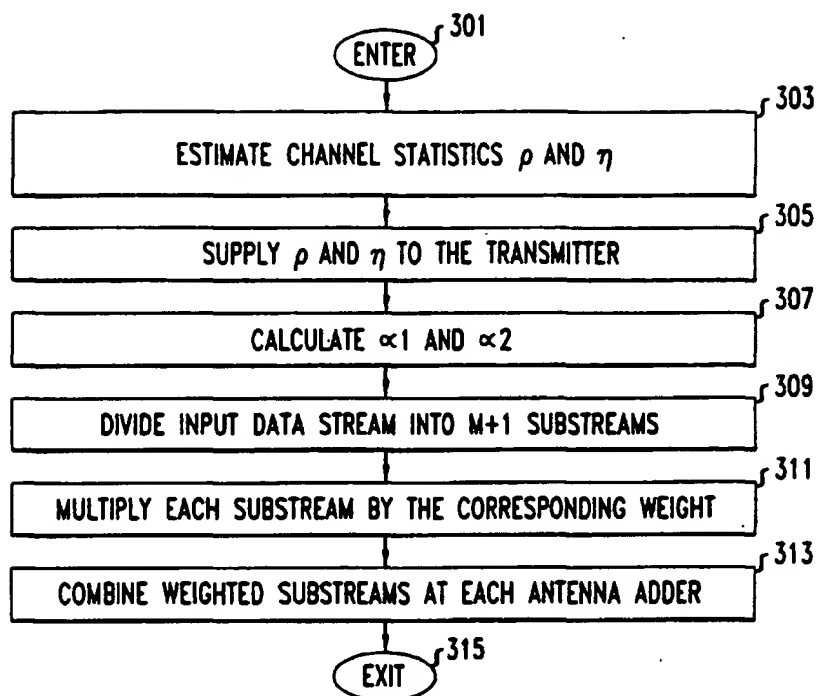 301
ENTER
303
ESTIMATE CHANNEL STATISTICS ρ AND η
305
SUPPLY ρ AND η TO THE TRANSMITTER
307
CALCULATE ∝1 AND ∝2
309
DIVIDE INPUT DATA STREAM INTO M+1 SUBSTREAMS
311
MULTIPLY EACH SUBSTREAM BY THE CORRESPONDING WEIGHT
313
COMBINE WEIGHTED SUBSTREAMS AT EACH ANTENNA ADDER
315
EXIT